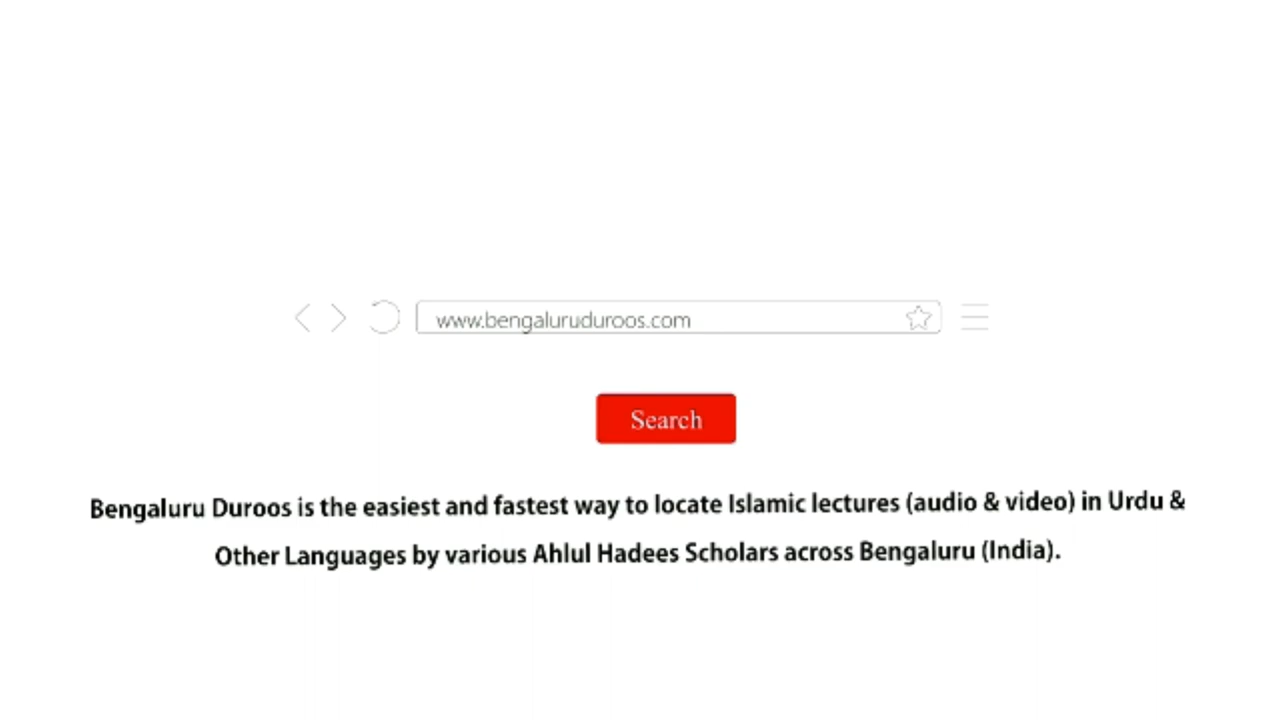 www.bengaluruduroos.com
Search
Bengaluru Duroos is the easiest and fastest way to locate Islamic lectures (audio & video) in Urdu &
Other Languages by various Ahlul Hadees Scholars across Bengaluru (India).